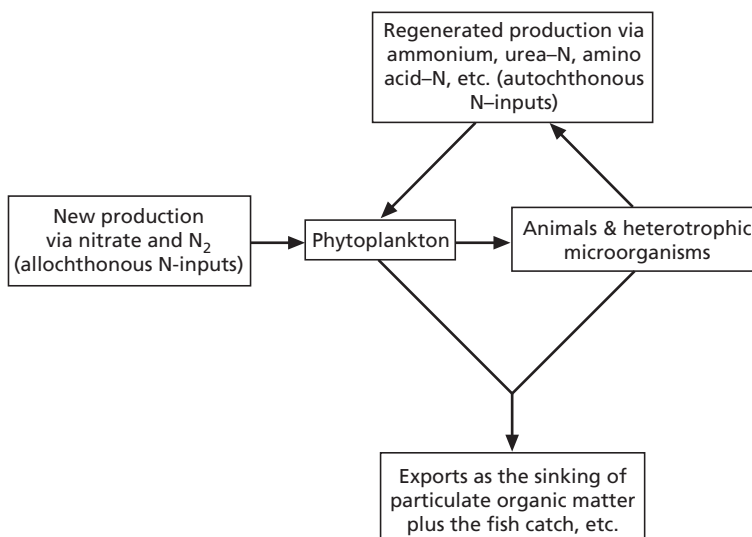 Regenerated production via
ammonium, urea–N, amino
acid–N, etc. (autochthonous
N–inputs)
New production
via nitrate and N₂
(allochthonous N-inputs)
Phytoplankton
Animals & heterotrophic
microorganisms
Exports as the sinking of
particulate organic matter
plus the fish catch, etc.